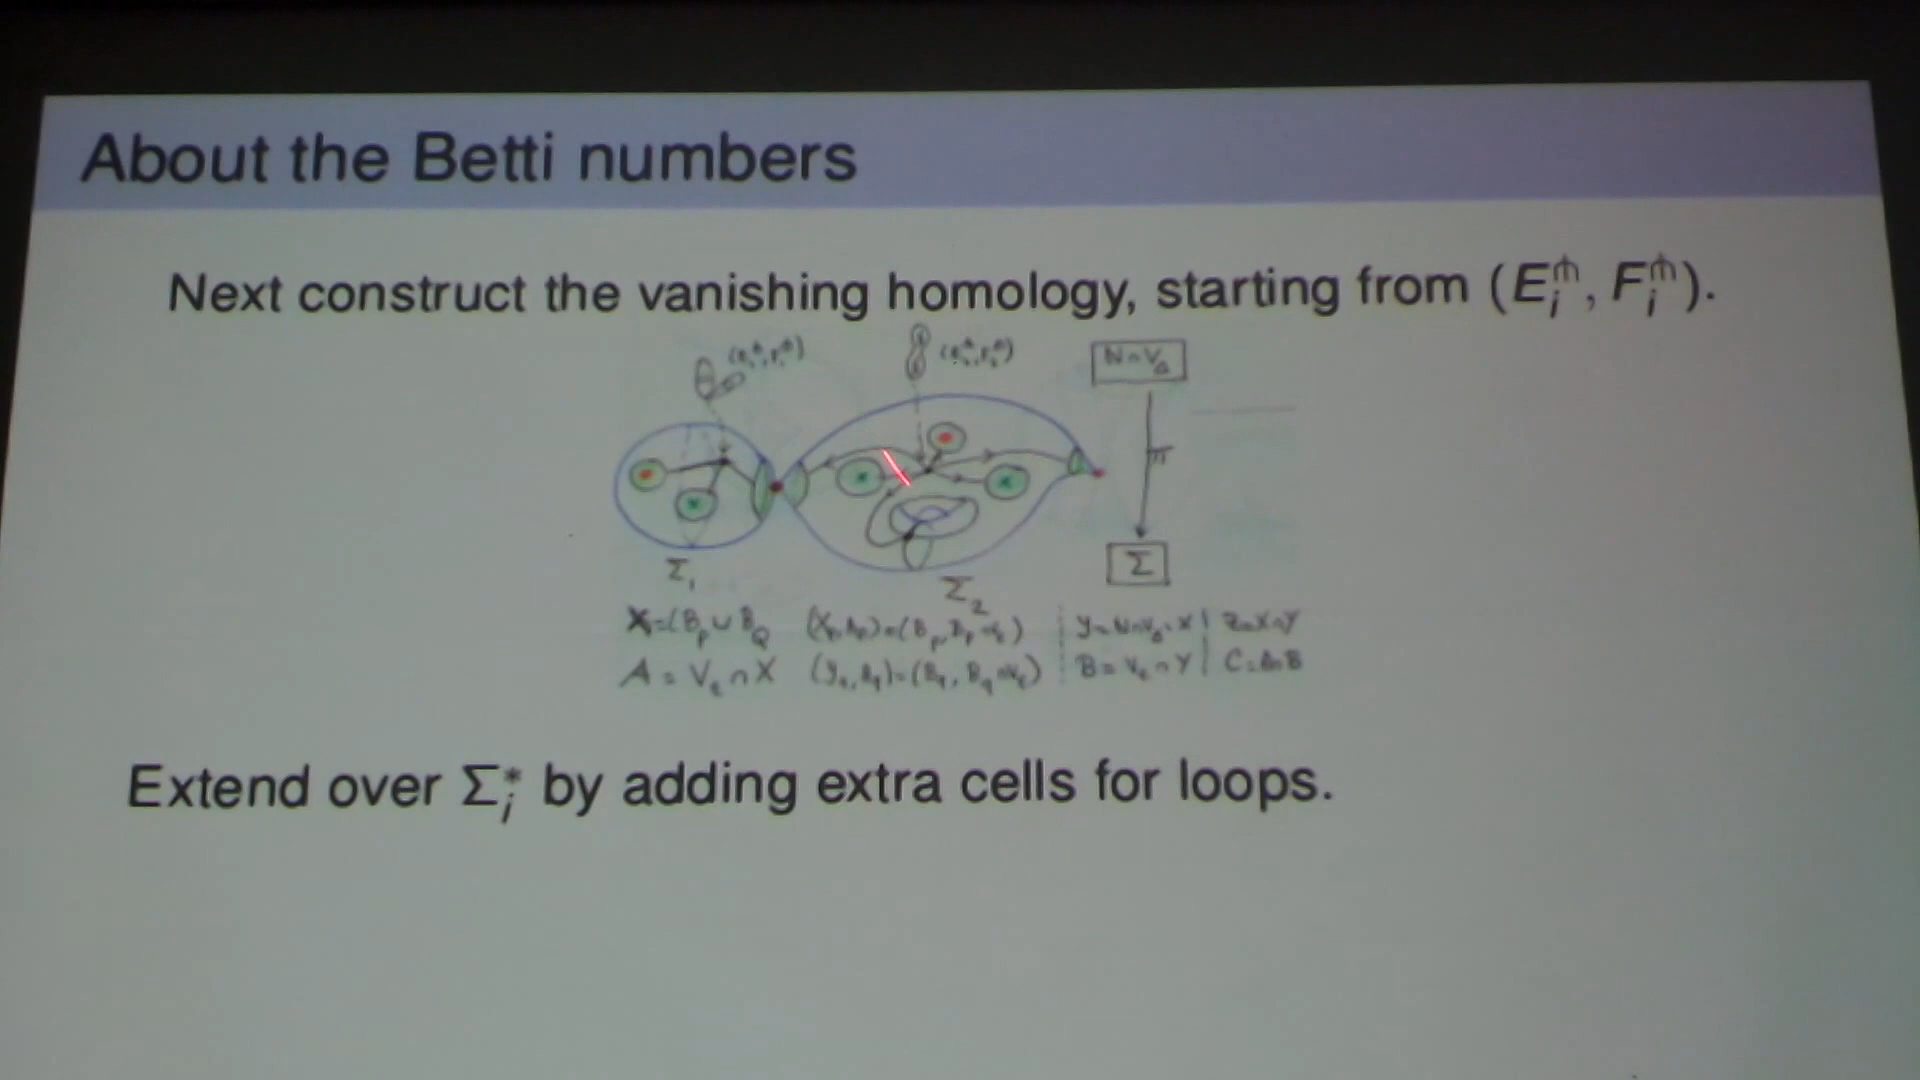 About the Betti numbers
Next construct the vanishing homology, starting from (E_i^⋔, F_i^⋔).
N∩V_Δ
π
Σ
Σ₁
Σ₂
A = V_ε ∩ X
B = V_ε ∩ Y
C = A∩B
Extend over Σ_i^* by adding extra cells for loops.